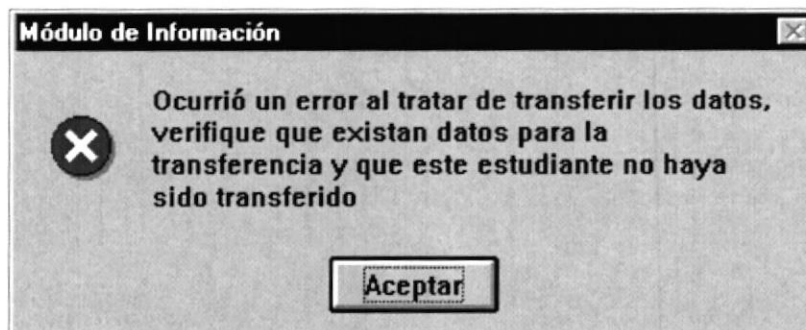 Módulo de Información
Ocurrió un error al tratar de transferir los datos,
verifique que existan datos para la
transferencia y que este estudiante no haya
sido transferido
Aceptar